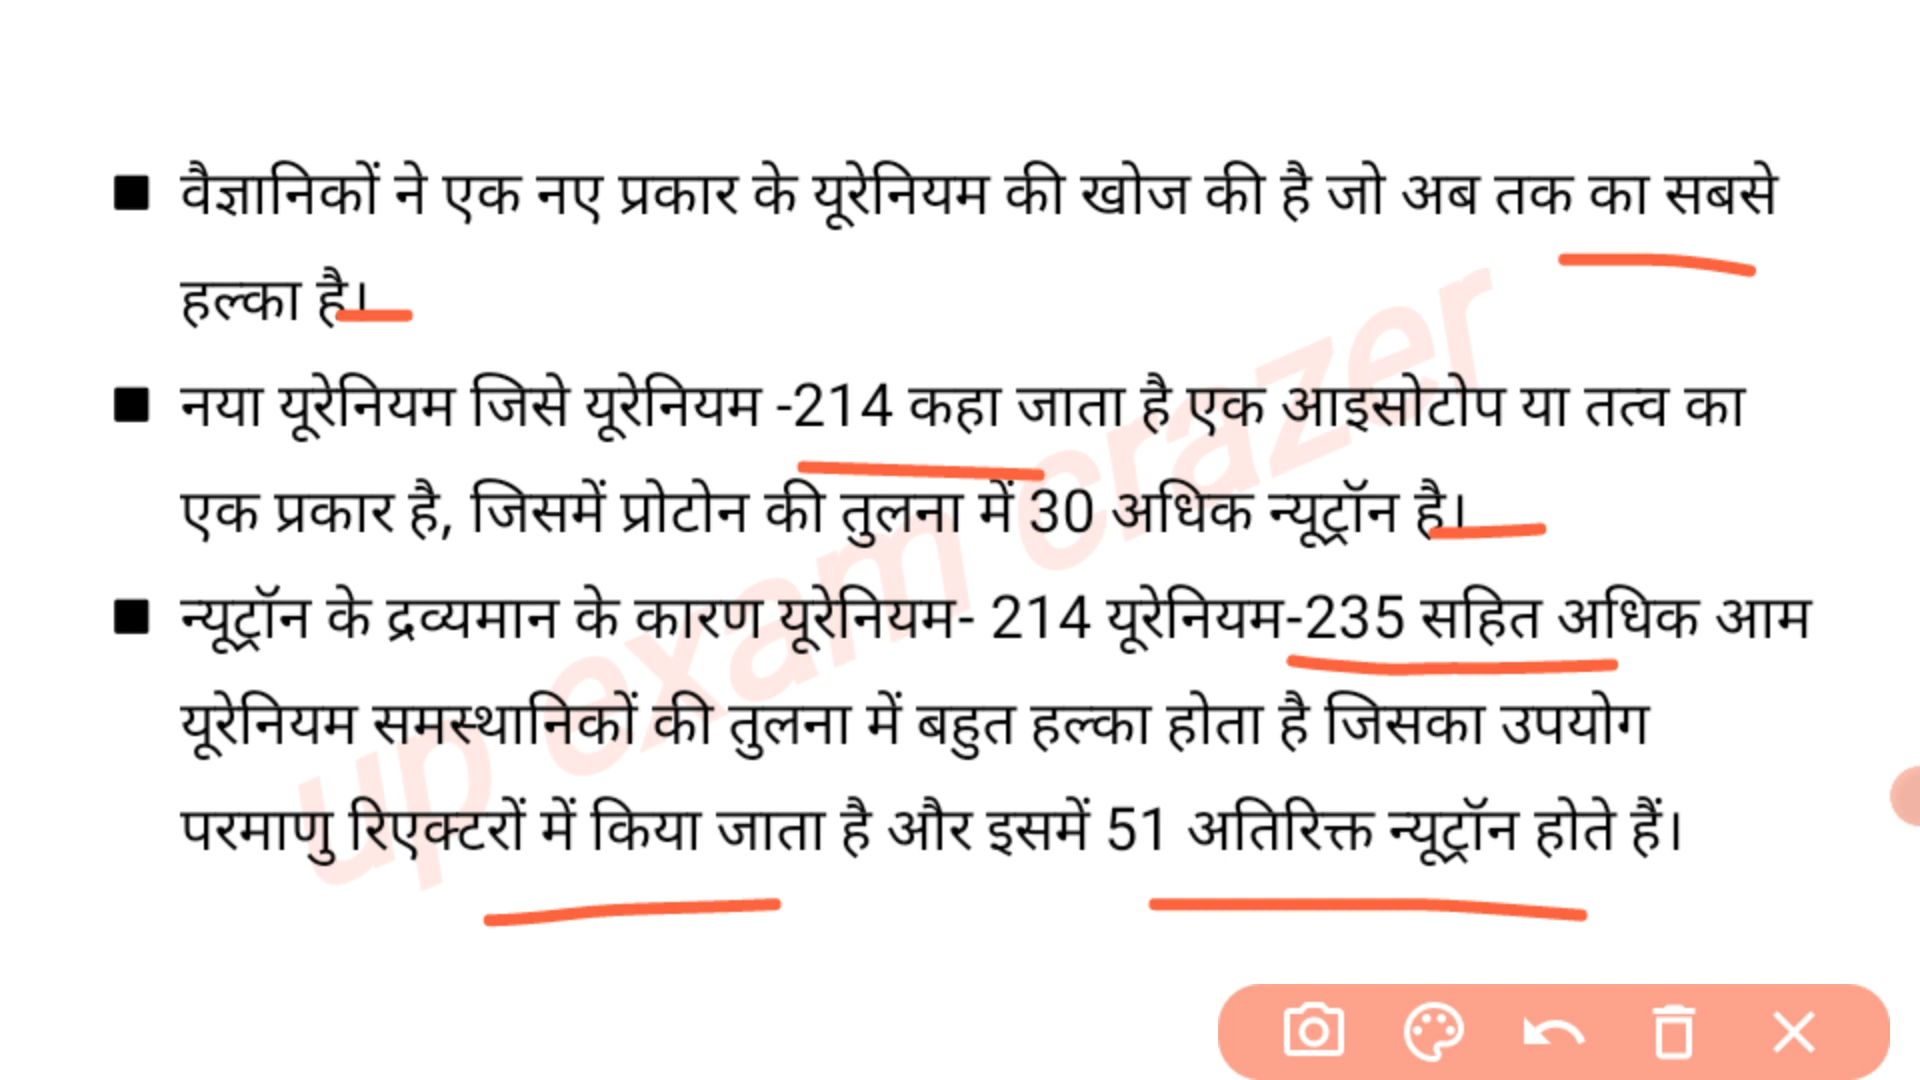 ■ वैज्ञानिकों ने एक नए प्रकार के यूरेनियम की खोज की है जो अब तक का सबसे
हल्का है।
■ नया यूरेनियम जिसे यूरेनियम -214 कहा जाता है एक आइसोटोप या तत्व का
एक प्रकार है, जिसमें प्रोटोन की तुलना में 30 अधिक न्यूट्रॉन है।
■ न्यूट्रॉन के द्रव्यमान के कारण यूरेनियम- 214 यूरेनियम-235 सहित अधिक आम
यूरेनियम समस्थानिकों की तुलना में बहुत हल्का होता है जिसका उपयोग
परमाणु रिएक्टरों में किया जाता है और इसमें 51 अतिरिक्त न्यूट्रॉन होते हैं।
up exam crazer